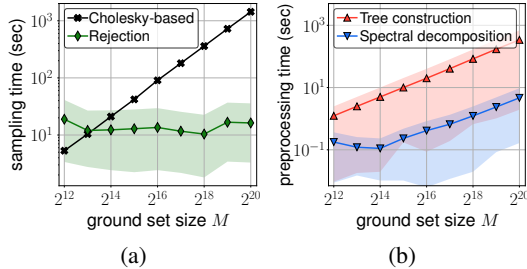 Cholesky-based
Rejection
sampling time (sec)
10^3
10^2
10^1
2^12 2^14 2^16 2^18 2^20
ground set size M
(a)
Tree construction
Spectral decomposition
preprocessing time (sec)
10^3
10^1
10^-1
2^12 2^14 2^16 2^18 2^20
ground set size M
(b)